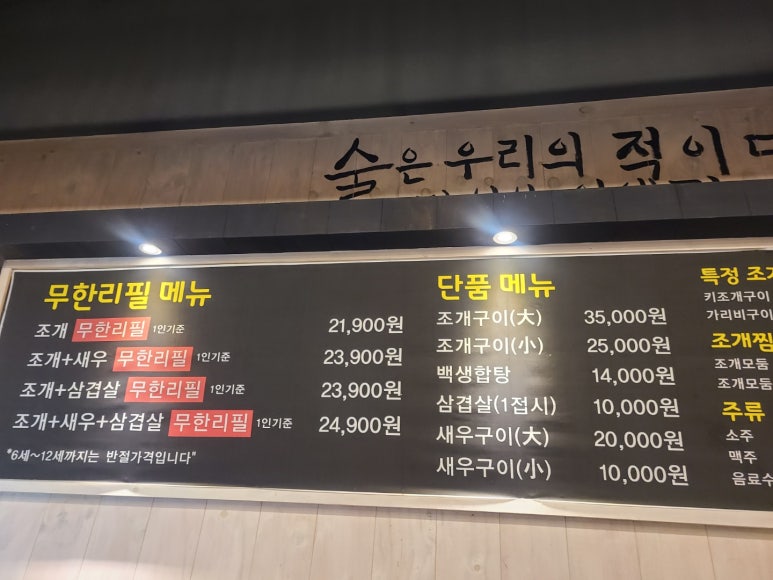 술은 우리의 적이
무한리필 메뉴
조개 무한리필 1인기준 21,900원
조개+새우 무한리필 1인기준 23,900원
조개+삼겹살 무한리필 1인기준 23,900원
조개+새우+삼겹살 무한리필 1인기준 24,900원
"6세~12세까지는 반절가격입니다"
단품 메뉴
조개구이(大) 35,000원
조개구이(小) 25,000원
백생합탕 14,000원
삼겹살(1접시) 10,000원
새우구이(大) 20,000원
새우구이(小) 10,000원
특정 조개
키조개구이
가리비구이
조개찜
조개모둠
조개모둠
주류
소주
맥주
음료수